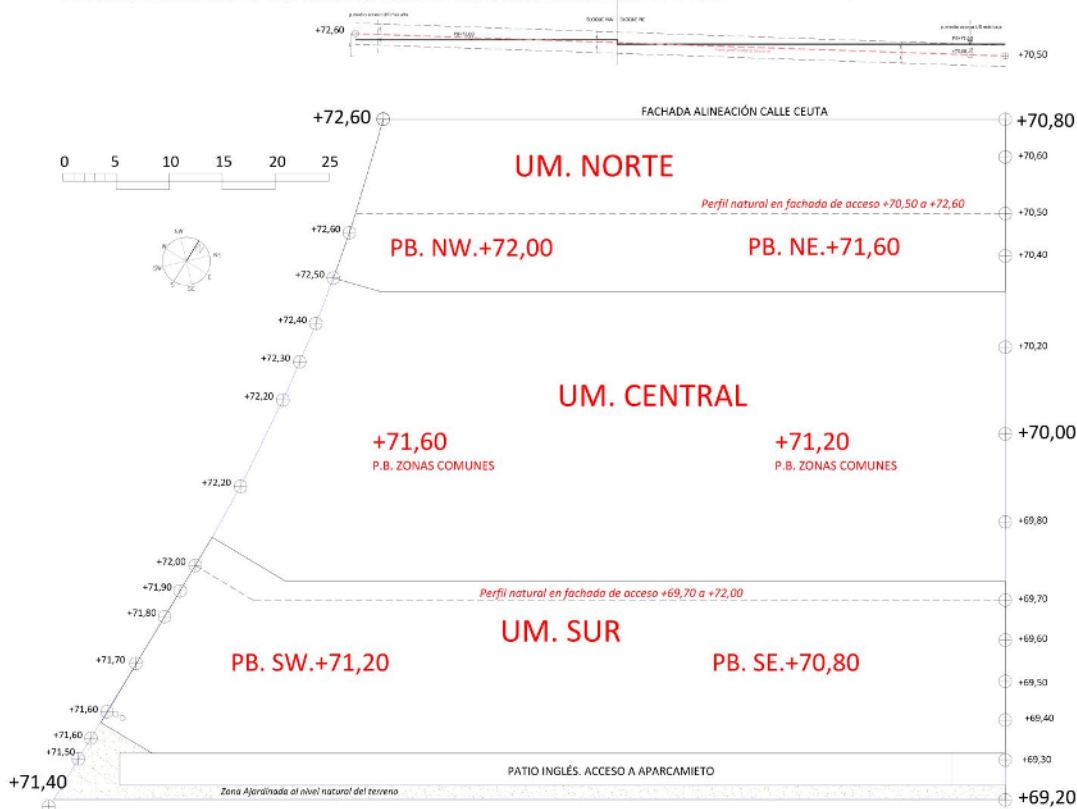 +72,60
+70,50
FACHADA ALINEACIÓN CALLE CEUTA
+72,60
+70,80
0 5 10 15 20 25
UM. NORTE
+70,60
Perfil natural en fachada de acceso +70,50 a +72,60
+70,50
+72,60
PB. NW.+72,00
PB. NE.+71,60
+70,40
NW
N
NE
SW
E
S
SE
+72,50
+72,40
+70,20
+72,30
+72,20
UM. CENTRAL
+71,60
P.B. ZONAS COMUNES
+71,20
P.B. ZONAS COMUNES
+70,00
+72,20
+69,80
+72,00
+71,90
Perfil natural en fachada de acceso +69,70 a +72,00
+69,70
+71,80
UM. SUR
+69,60
+71,70
PB. SW.+71,20
PB. SE.+70,80
+69,50
+71,60
+69,40
+71,60
+71,50
+69,30
PATIO INGLÉS. ACCESO A APARCAMIETO
+71,40
Zona Ajardinada al nivel natural del terreno
+69,20